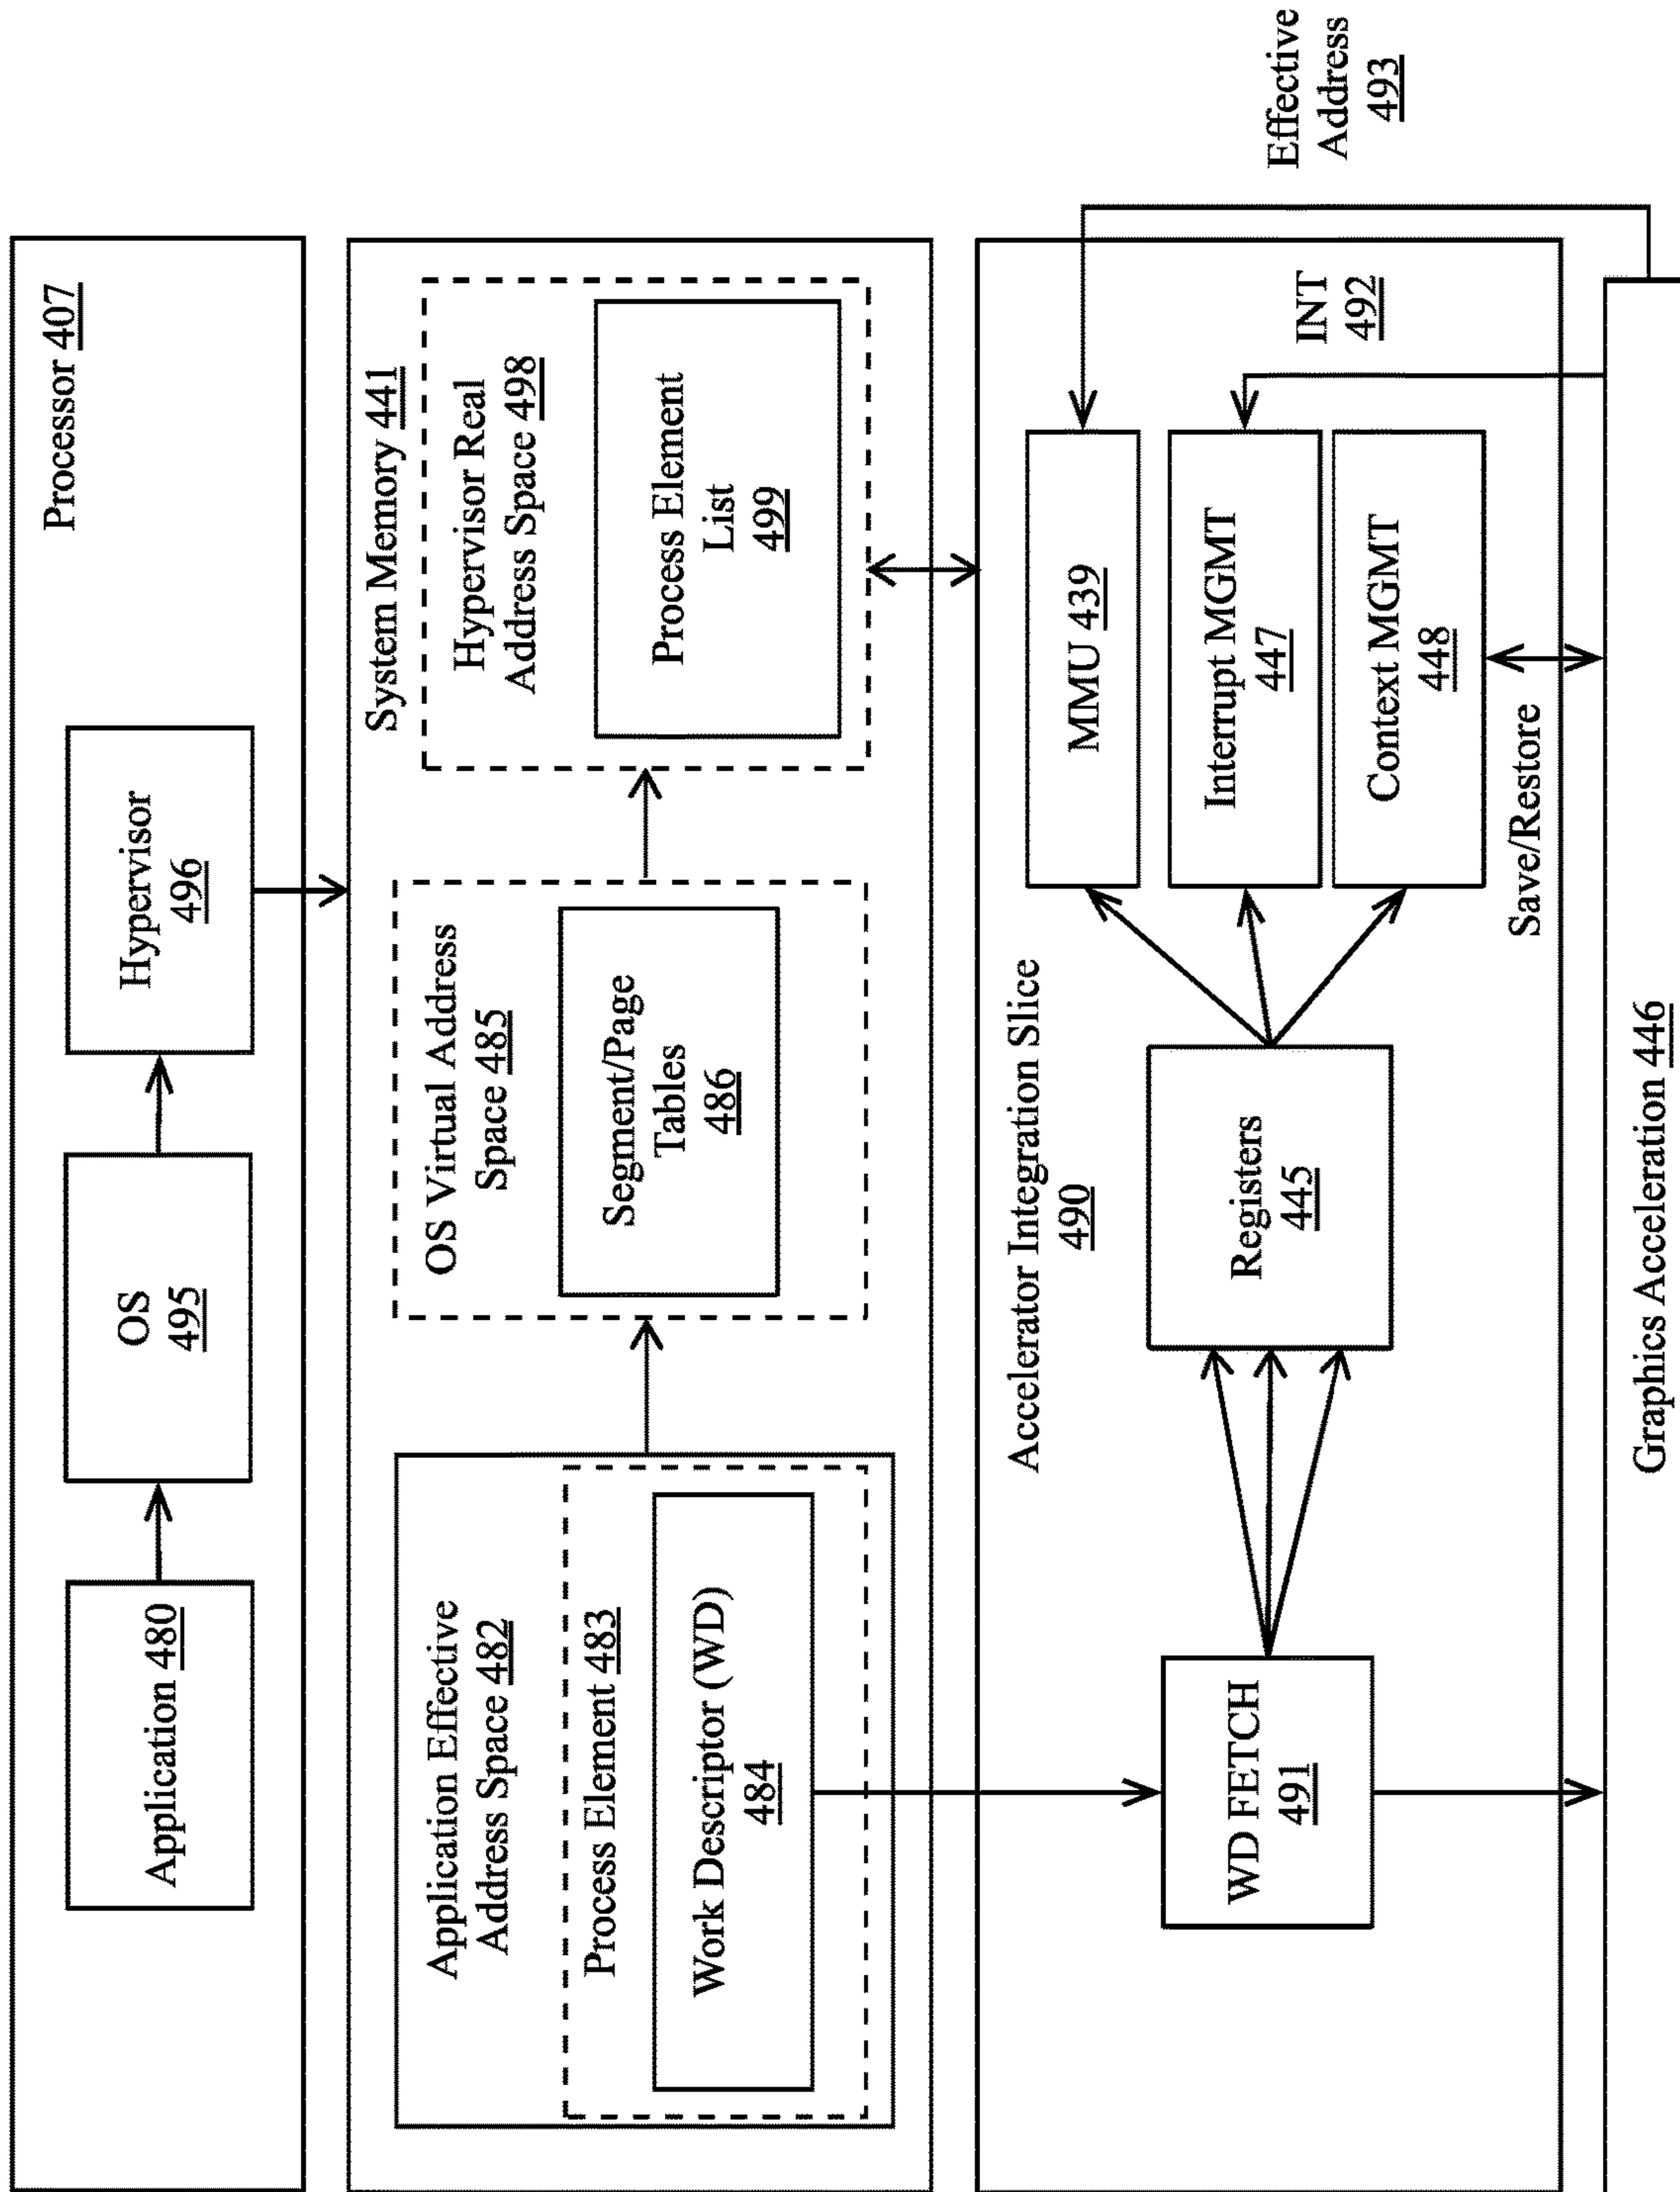 Processor 407
Application 480
OS
495
Hypervisor
496
System Memory 441
Application Effective
Address Space 482
Process Element 483
Work Descriptor (WD)
484
OS Virtual Address
Space 485
Segment/Page
Tables
486
Hypervisor Real
Address Space 498
Process Element
List
499
Accelerator Integration Slice
490
WD FETCH
491
Registers
445
MMU 439
Interrupt MGMT
447
Context MGMT
448
INT
492
Effective
Address
493
Save/Restore
Graphics Acceleration 446